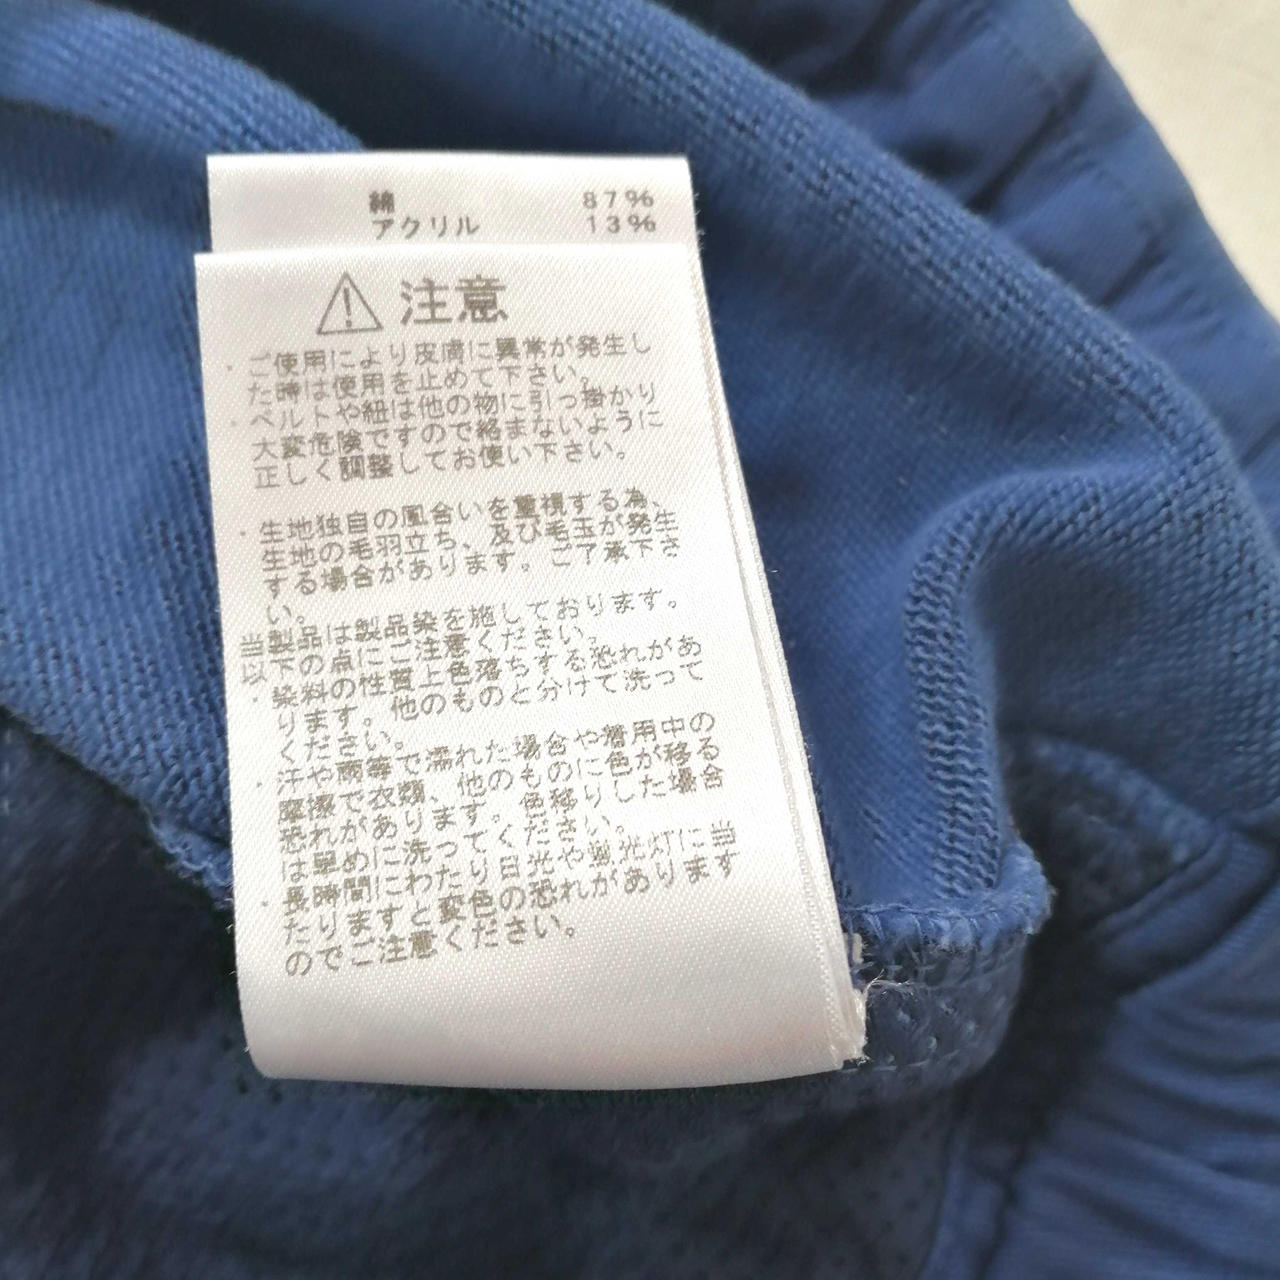 綿 87%
アクリル 13%
注意
・ご使用により皮膚に異常が発生し
た時は使用を止めて下さい。
・ベルトや紐は他の物に引っ掛かり
大変危険ですので絡まないように
正しく調整してお使い下さい。
・生地独自の風合いを重視する為、
生地の毛羽立ち、及び毛玉が発生
する場合があります。ご了承下さ
い。
当製品は製品染を施しております。
以下の点にご注意ください。
・染料の性質上色落ちする恐れがあ
ります。他のものと分けて洗って
ください。
・汗や雨等で濡れた場合や着用中の
摩擦で衣類、他のものに色が移る
恐れがあります。色移りした場合
は早めに洗ってください。
・長時間にわたり日光や蛍光灯に当
たりますと変色の恐れがあります
のでご注意ください。